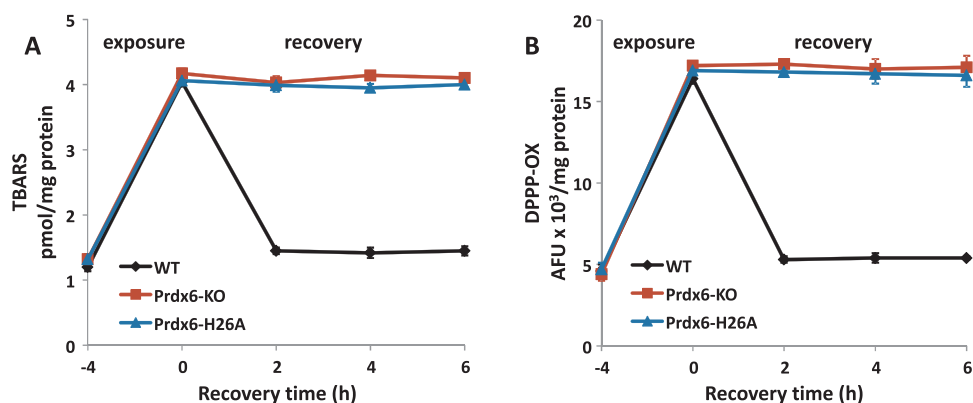 A
exposure
recovery
TBARS
pmol/mg protein
5
4
3
2
1
0
WT
Prdx6-KO
Prdx6-H26A
-4
0
2
4
6
Recovery time (h)
B
exposure
recovery
DPPP-OX
AFU x 10³/mg protein
20
15
10
5
0
WT
Prdx6-KO
Prdx6-H26A
-4
0
2
4
6
Recovery time (h)